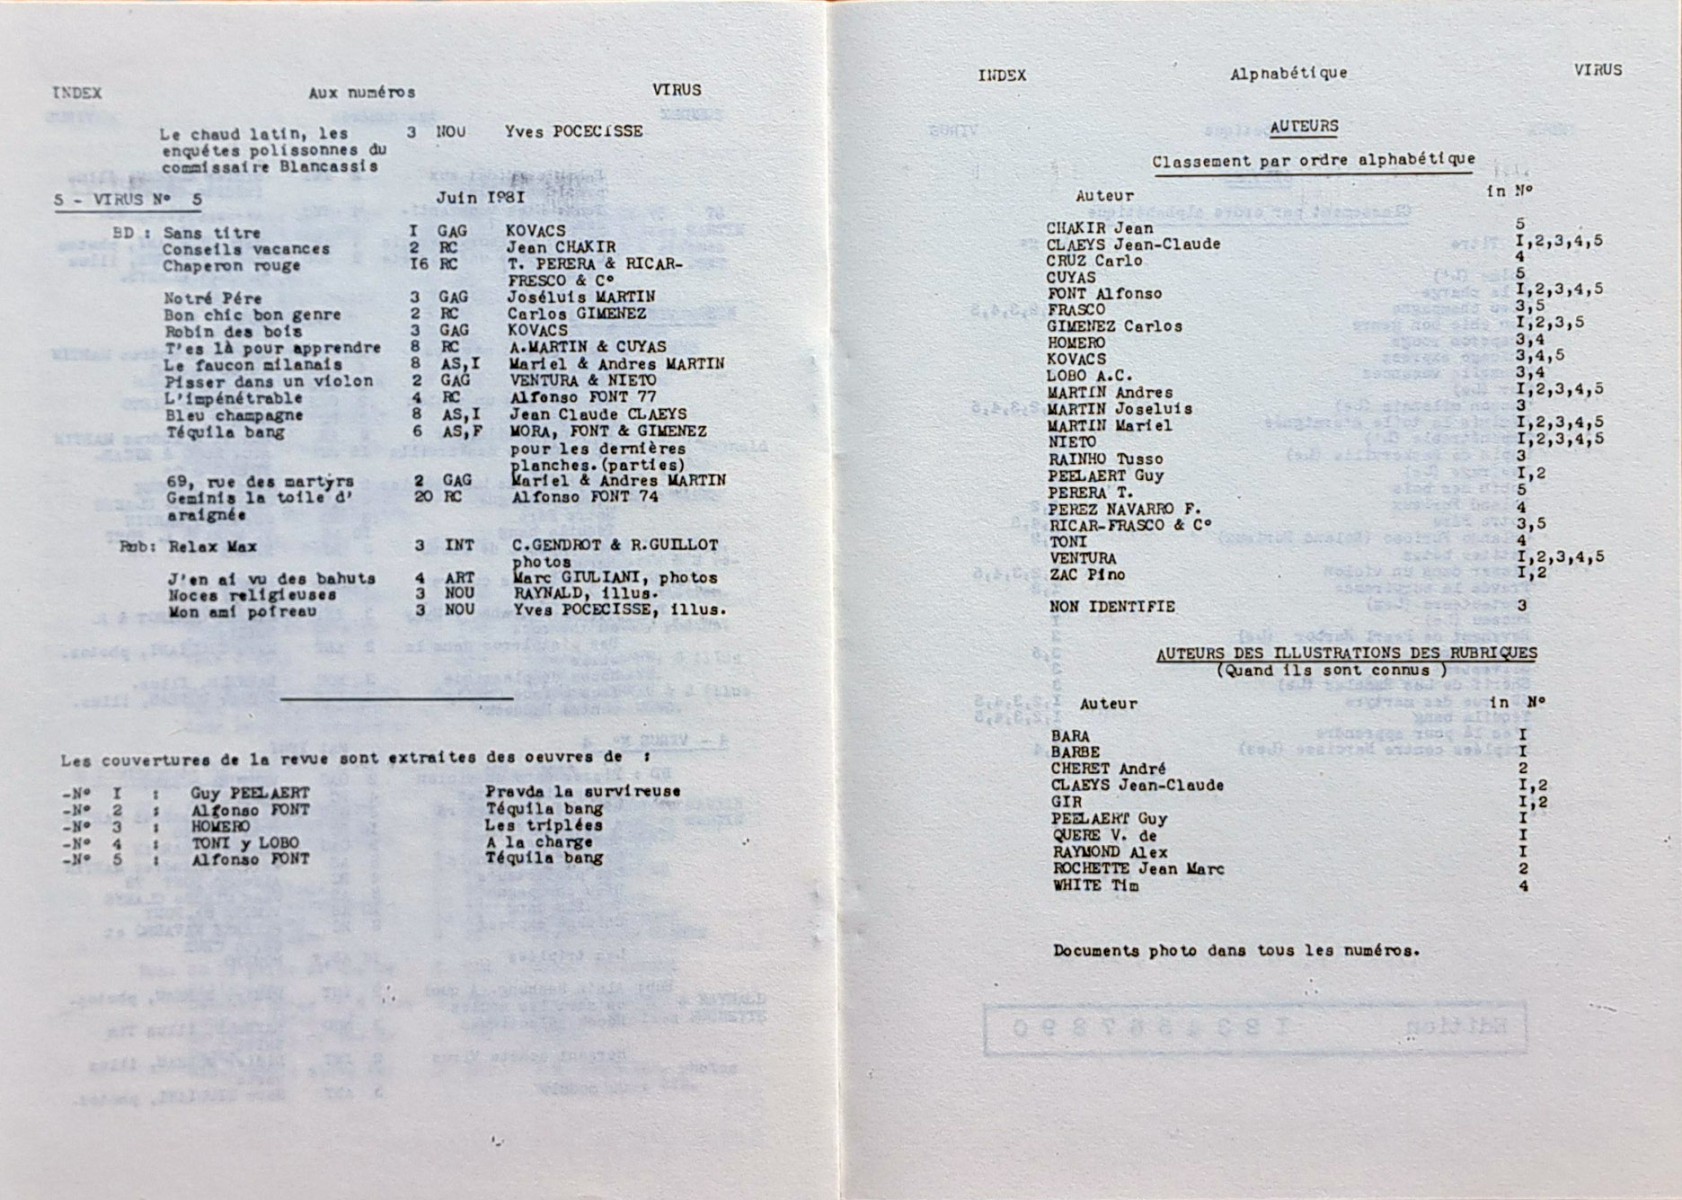 INDEX Aux numéros VIRUS
Le chaud latin, les 3 NOU Yves POCECISSE
enquétes polissonnes du
commissaire Blancassis
5 - VIRUS N° 5 Juin I98I
BD : Sans titre I GAG KOVACS
Conseils vacances 2 RC Jean CHAKIR
Chaperon rouge I6 RC T. PERERA & RICAR-
FRESCO & C°
Notré Pére 3 GAG Joséluis MARTIN
Bon chic bon genre 2 RC Carlos GIMENEZ
Robin des bois 3 GAG KOVACS
T'es là pour apprendre 8 RC A.MARTIN & CUYAS
Le faucon milanais 8 AS,I Mariel & Andres MARTIN
Pisser dans un violon 2 GAG VENTURA & NIETO
L'impénétrable 4 RC Alfonso FONT 77
Bleu champagne 8 AS,I Jean Claude CLAEYS
Téquila bang 6 AS,F MORA, FONT & GIMENEZ
pour les dernières
planches.(parties)
69, rue des martyrs 2 GAG Mariel & Andres MARTIN
Geminis la toile d' 20 RC Alfonso FONT 74
araignée
Rub: Relax Max 3 INT C.GENDROT & R.GUILLOT
photos
J'en ai vu des bahuts 4 ART Marc GIULIANI, photos
Noces religieuses 3 NOU RAYNALD, illus.
Mon ami poireau 3 NOU Yves POCECISSE, illus.
Les couvertures de la revue sont extraites des oeuvres de :
-N° I : Guy PEELAERT Pravda la survireuse
-N° 2 : Alfonso FONT Téquila bang
-N° 3 : HOMERO Les triplées
-N° 4 : TONI y LOBO A la charge
-N° 5 : Alfonso FONT Téquila bang
INDEX Alphabétique VIRUS
AUTEURS
Classement par ordre alphabétique
Auteur in N°
CHAKIR Jean 5
CLAEYS Jean-Claude I,2,3,4,5
CRUZ Carlo 4
CUYAS 5
FONT Alfonso I,2,3,4,5
FRASCO 3,5
GIMENEZ Carlos I,2,3,5
HOMERO 3,4
KOVACS 3,4,5
LOBO A.C. 3,4
MARTIN Andres I,2,3,4,5
MARTIN Joseluis 3
MARTIN Mariel I,2,3,4,5
NIETO I,2,3,4,5
RAINHO Tusso 3
PEELAERT Guy I,2
PERERA T. 5
PEREZ NAVARRO F. 4
RICAR-FRASCO & C° 3,5
TONI 4
VENTURA I,2,3,4,5
ZAC Pino I,2
NON IDENTIFIE 3
AUTEURS DES ILLUSTRATIONS DES RUBRIQUES
(Quand ils sont connus )
Auteur in N°
BARA I
BARBE I
CHERET André 2
CLAEYS Jean-Claude I,2
GIR I,2
PEELAERT Guy I
QUERE V. de I
RAYMOND Alex I
ROCHETTE Jean Marc 2
WHITE Tim 4
Documents photo dans tous les numéros.
Edition 1 2 3 4 5 6 7 8 9 0